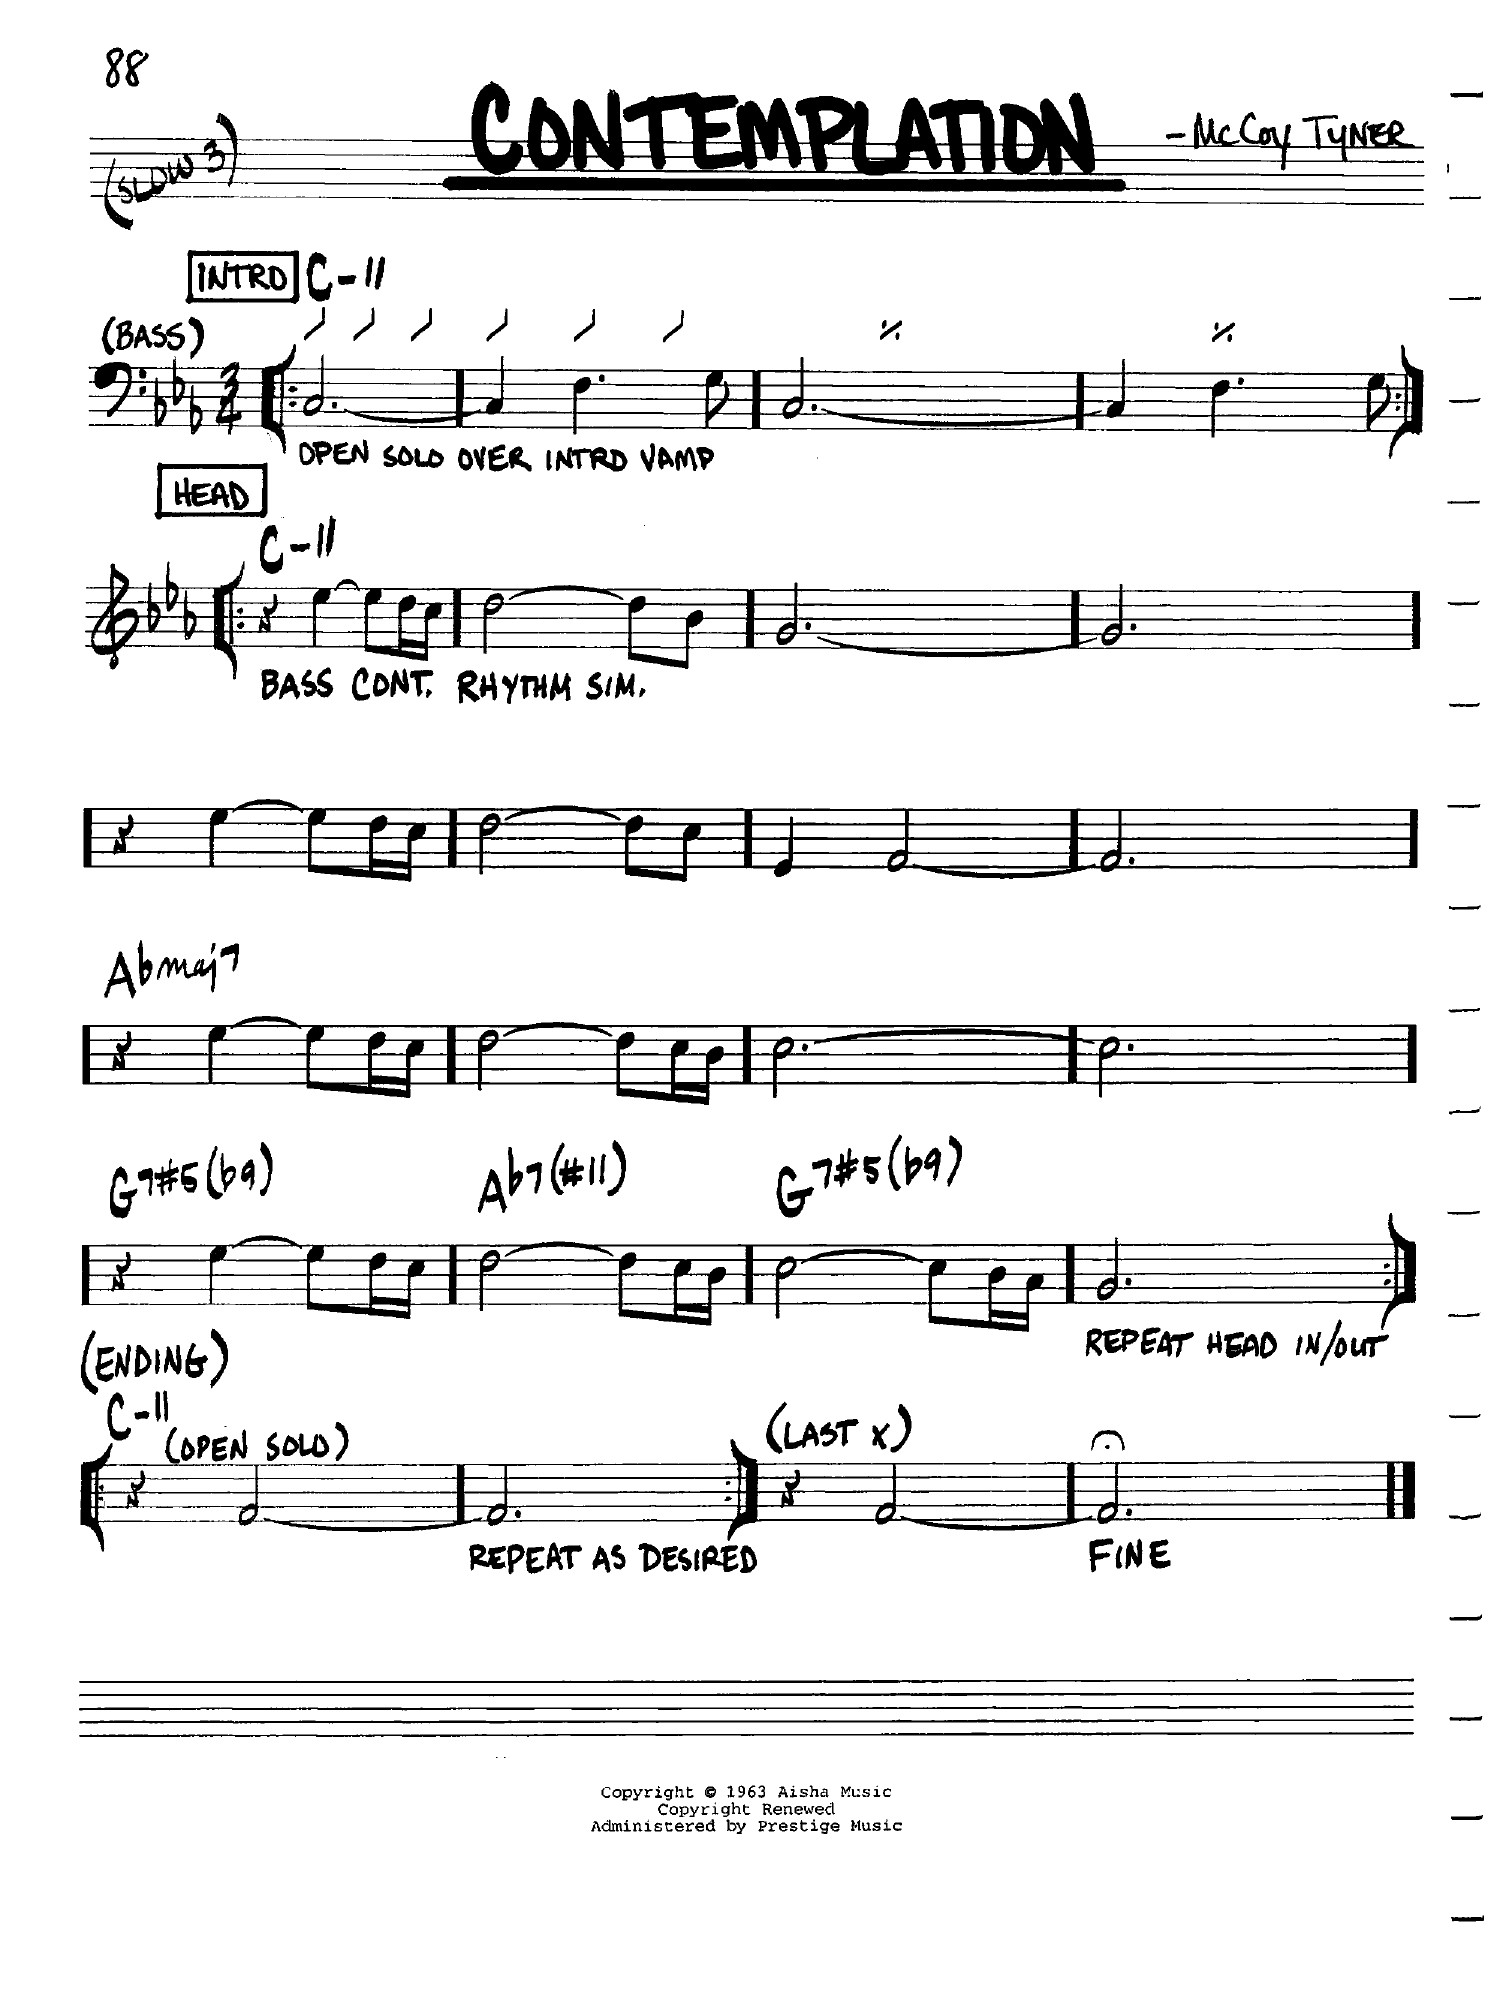 88
CONTEMPLATION
– McCoy TYNER
(SLOW 3)
INTRO C-11
(BASS)
3
4
OPEN SOLO OVER INTRO VAMP
HEAD
C-11
BASS CONT. RHYTHM SIM.
Abmaj7
G7#5(b9) Ab7(#11) G7#5(b9)
REPEAT HEAD IN/OUT
(ENDING)
C-11
(OPEN SOLO) (LAST X)
REPEAT AS DESIRED FINE
Copyright © 1963 Aisha Music
Copyright Renewed
Administered by Prestige Music